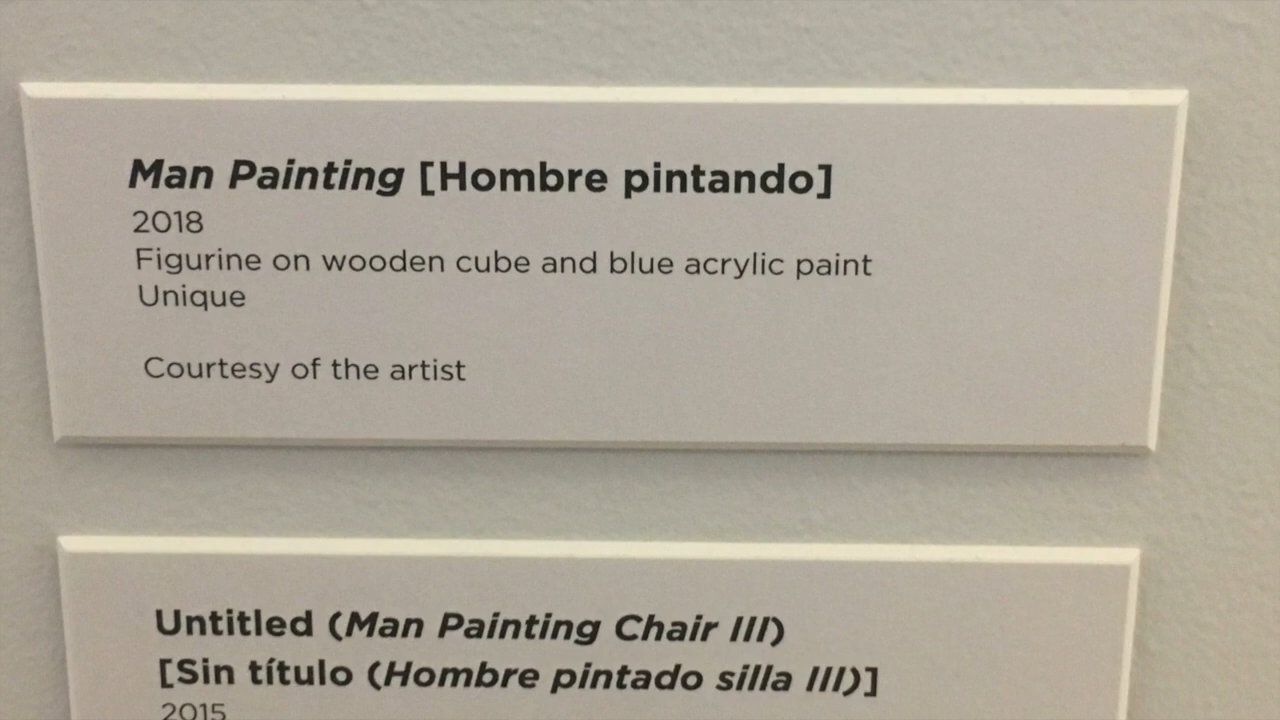 Man Painting [Hombre pintando]
2018
Figurine on wooden cube and blue acrylic paint
Unique
Courtesy of the artist
Untitled (Man Painting Chair III)
[Sin título (Hombre pintado silla III)]
2015